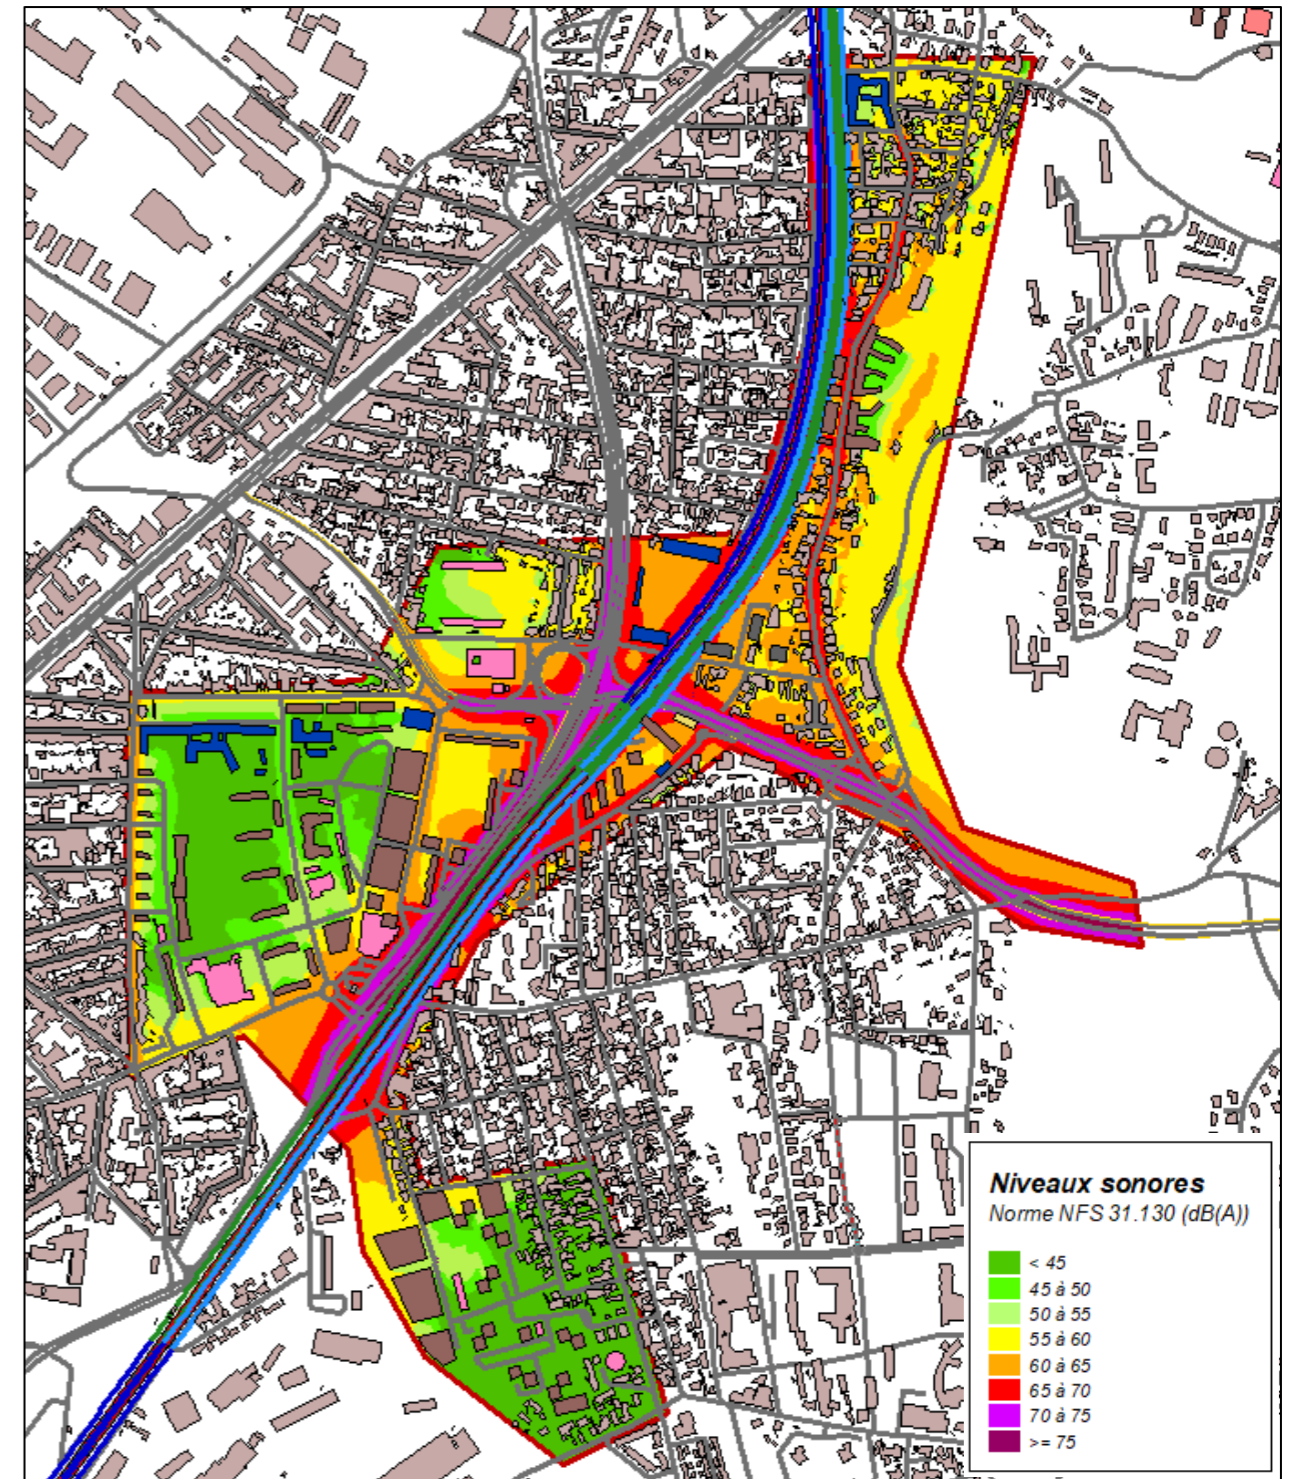 Niveaux sonores
Norme NFS 31.130 (dB(A))
< 45
45 à 50
50 à 55
55 à 60
60 à 65
65 à 70
70 à 75
>= 75